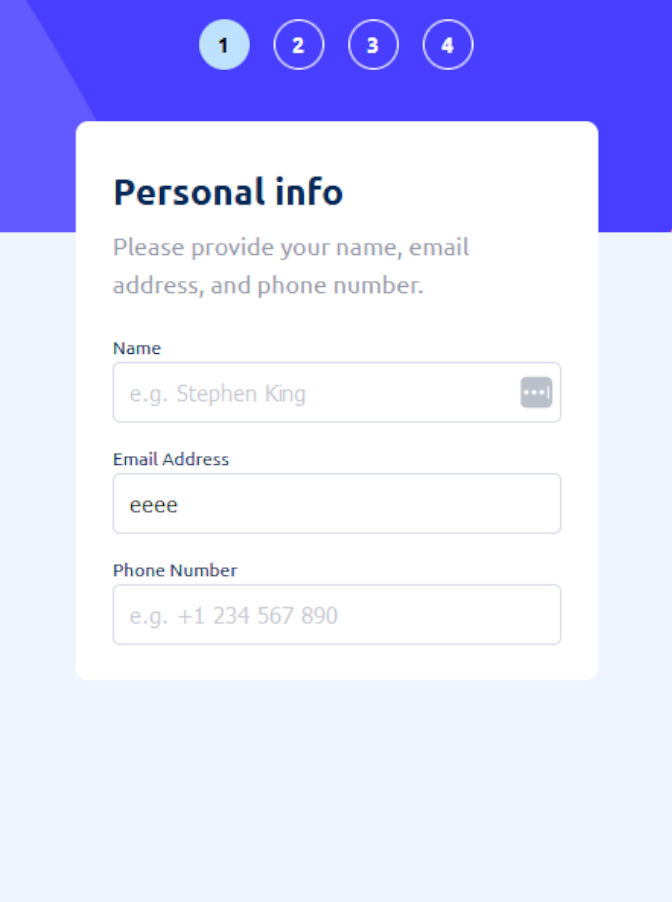 1 2 3 4
Personal info
Please provide your name, email
address, and phone number.
Name
e.g. Stephen King
Email Address
eeee
Phone Number
e.g. +1 234 567 890